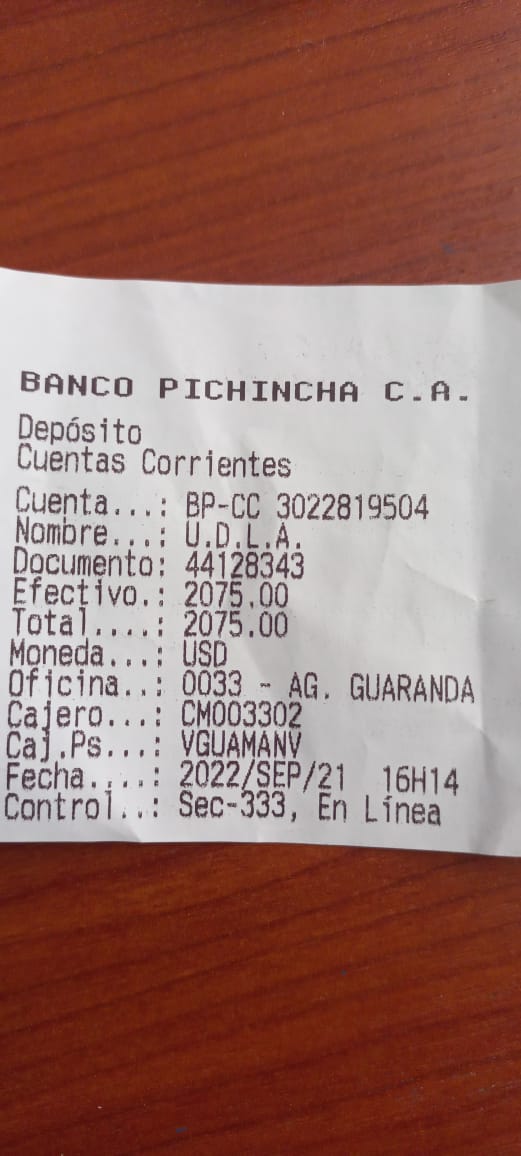 BANCO PICHINCHA C.A.
Depósito
Cuentas Corrientes
Cuenta...: BP-CC 3022819504
Nombre...: U.D.L.A.
Documento: 44128343
Efectivo.: 2075.00
Total....: 2075.00
Moneda...: USD
Oficina..: 0033 - AG. GUARANDA
Cajero...: CM003302
Caj.Ps...: VGUAMANV
Fecha....: 2022/SEP/21 16H14
Control..: Sec-333, En Línea